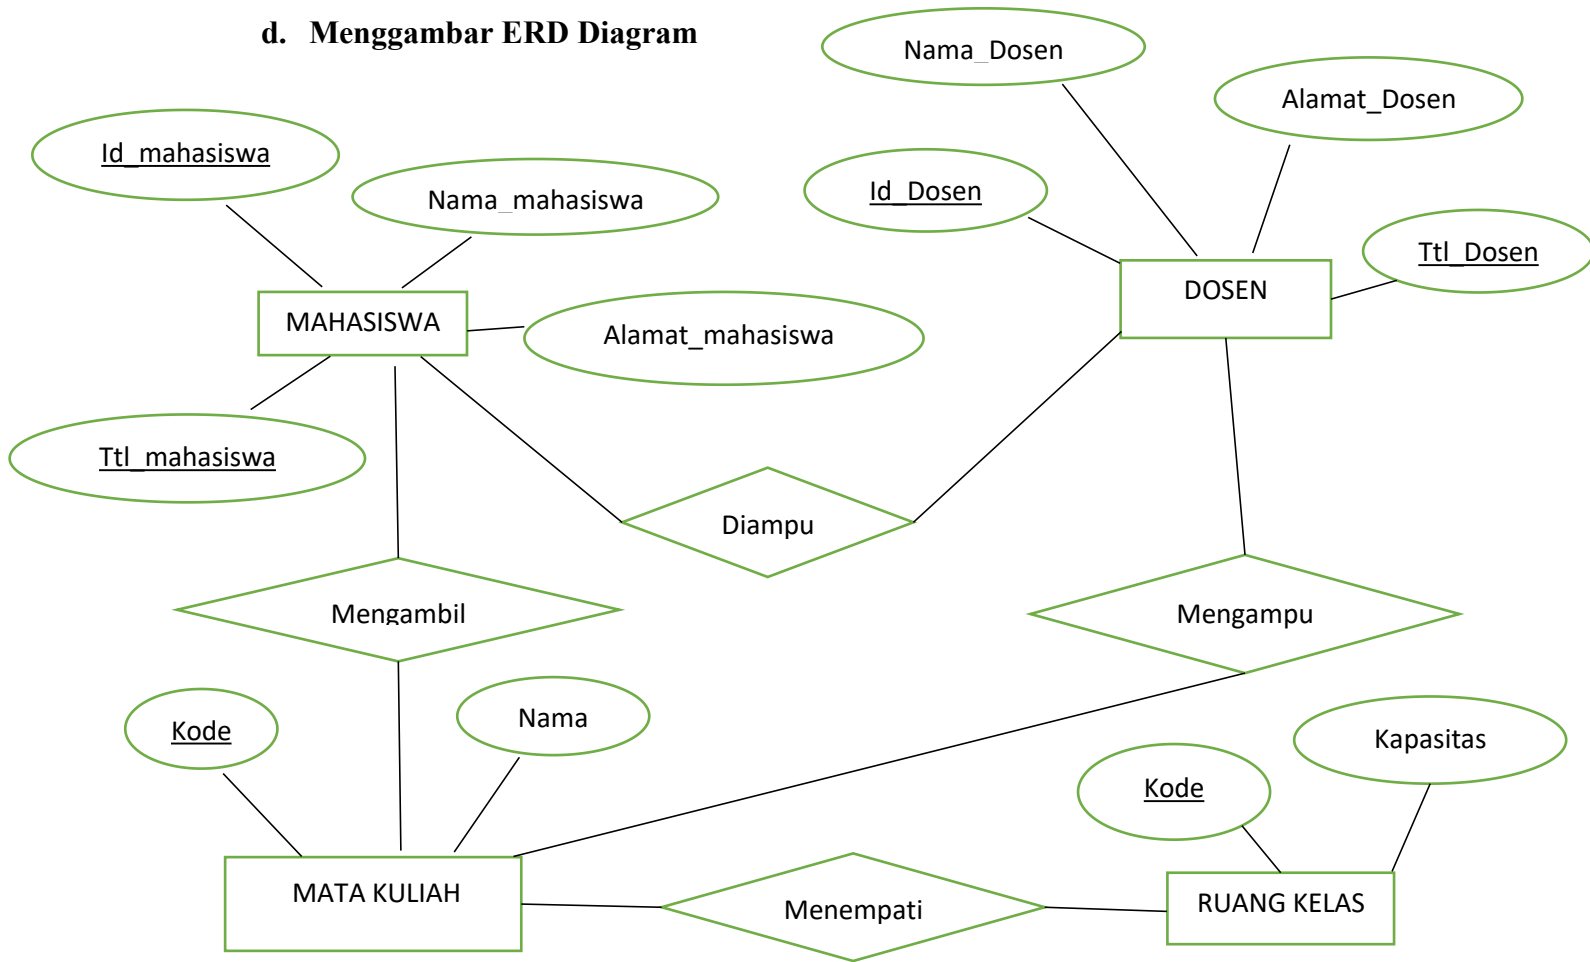 d. Menggambar ERD Diagram
Nama_Dosen
Alamat_Dosen
Id_mahasiswa
Nama_mahasiswa
Id_Dosen
Ttl_Dosen
MAHASISWA
Alamat_mahasiswa
DOSEN
Ttl_mahasiswa
Diampu
Mengambil
Mengampu
Kode
Nama
Kode
Kapasitas
MATA KULIAH
Menempati
RUANG KELAS